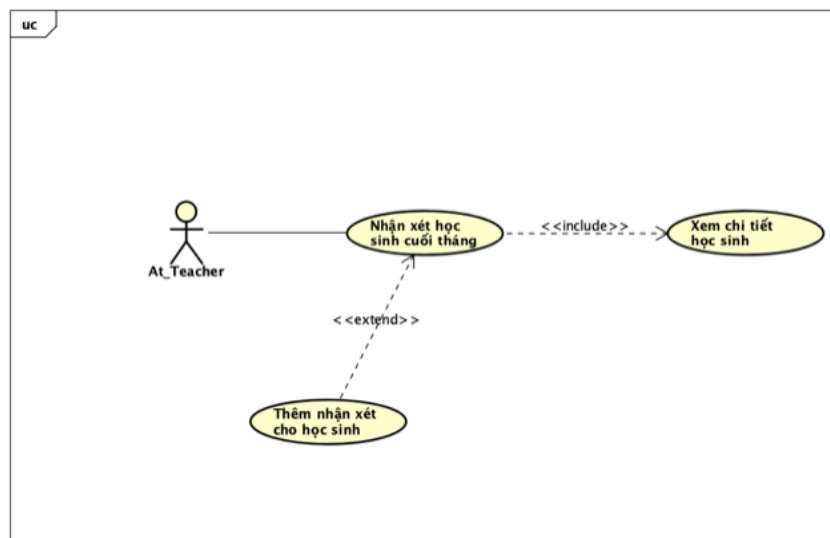 uc
Nhận xét học
sinh cuối tháng
<<include>>
Xem chi tiết
học sinh
At_Teacher
<<extend>>
Thêm nhận xét
cho học sinh